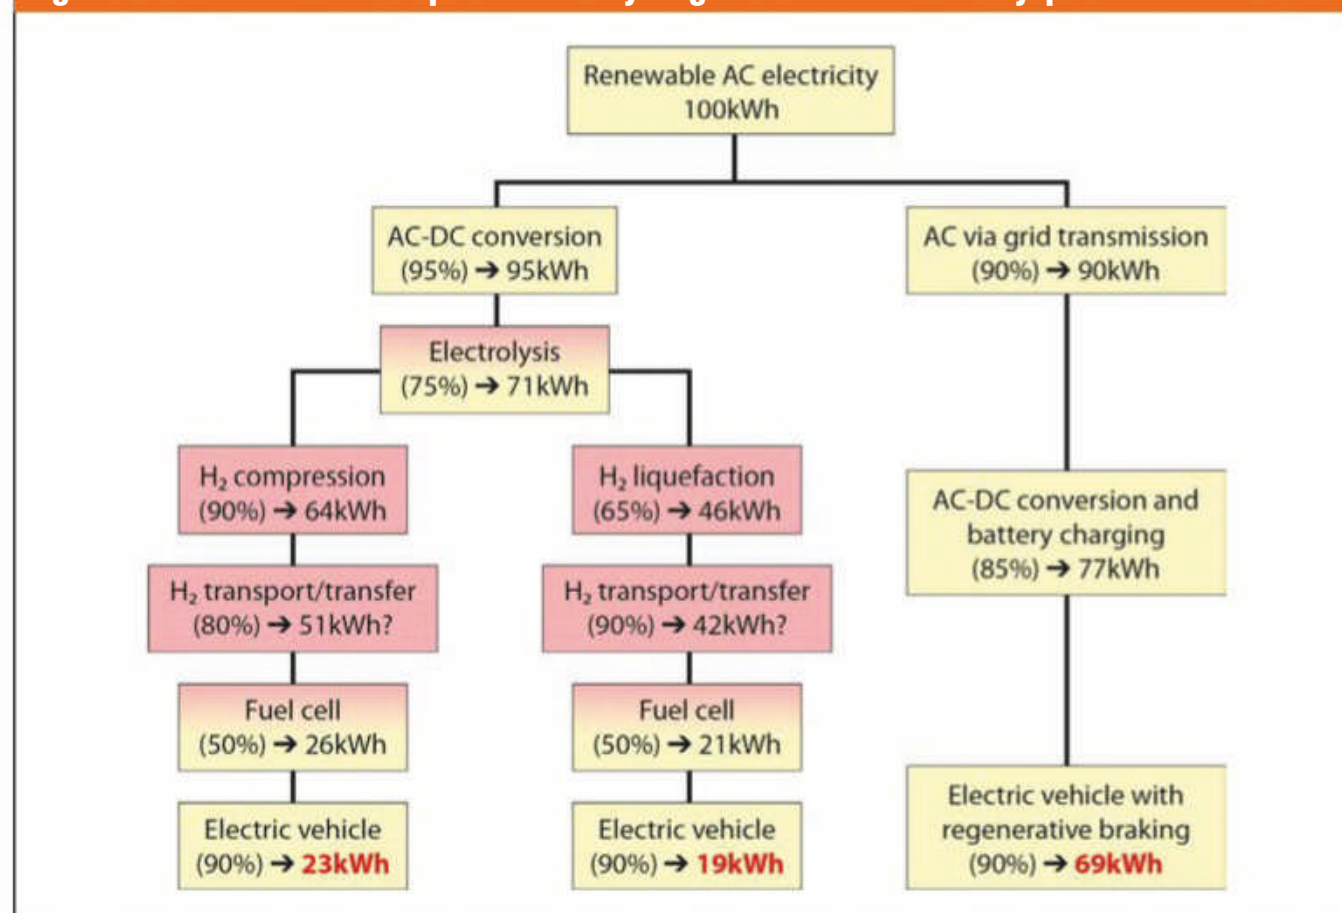 Renewable AC electricity
100kWh
AC-DC conversion
(95%) ➔ 95kWh
AC via grid transmission
(90%) ➔ 90kWh
Electrolysis
(75%) ➔ 71kWh
H₂ compression
(90%) ➔ 64kWh
H₂ liquefaction
(65%) ➔ 46kWh
AC-DC conversion and
battery charging
(85%) ➔ 77kWh
H₂ transport/transfer
(80%) ➔ 51kWh?
H₂ transport/transfer
(90%) ➔ 42kWh?
Fuel cell
(50%) ➔ 26kWh
Fuel cell
(50%) ➔ 21kWh
Electric vehicle
(90%) ➔ 23kWh
Electric vehicle
(90%) ➔ 19kWh
Electric vehicle with
regenerative braking
(90%) ➔ 69kWh